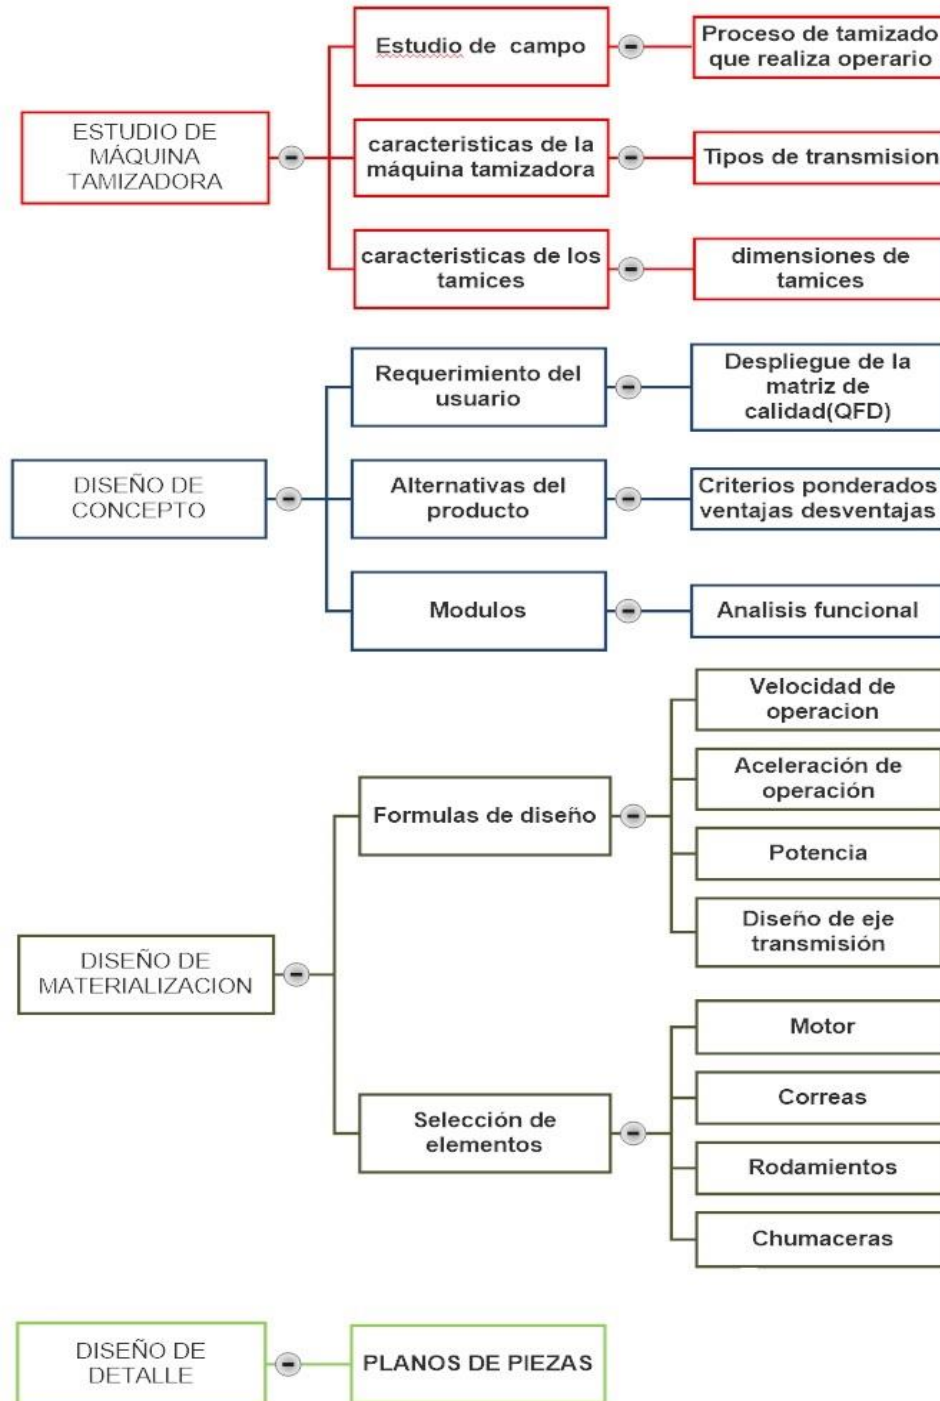 ESTUDIO DE
MÁQUINA
TAMIZADORA
Estudio de campo
Proceso de tamizado
que realiza operario
caracteristicas de la
máquina tamizadora
Tipos de transmision
caracteristicas de los
tamices
dimensiones de
tamices
DISEÑO DE
CONCEPTO
Requerimiento del
usuario
Despliegue de la
matriz de
calidad(QFD)
Alternativas del
producto
Criterios ponderados
ventajas desventajas
Modulos
Analisis funcional
DISEÑO DE
MATERIALIZACION
Formulas de diseño
Velocidad de
operacion
Aceleración de
operación
Potencia
Diseño de eje
transmisión
Selección de
elementos
Motor
Correas
Rodamientos
Chumaceras
DISEÑO DE
DETALLE
PLANOS DE PIEZAS